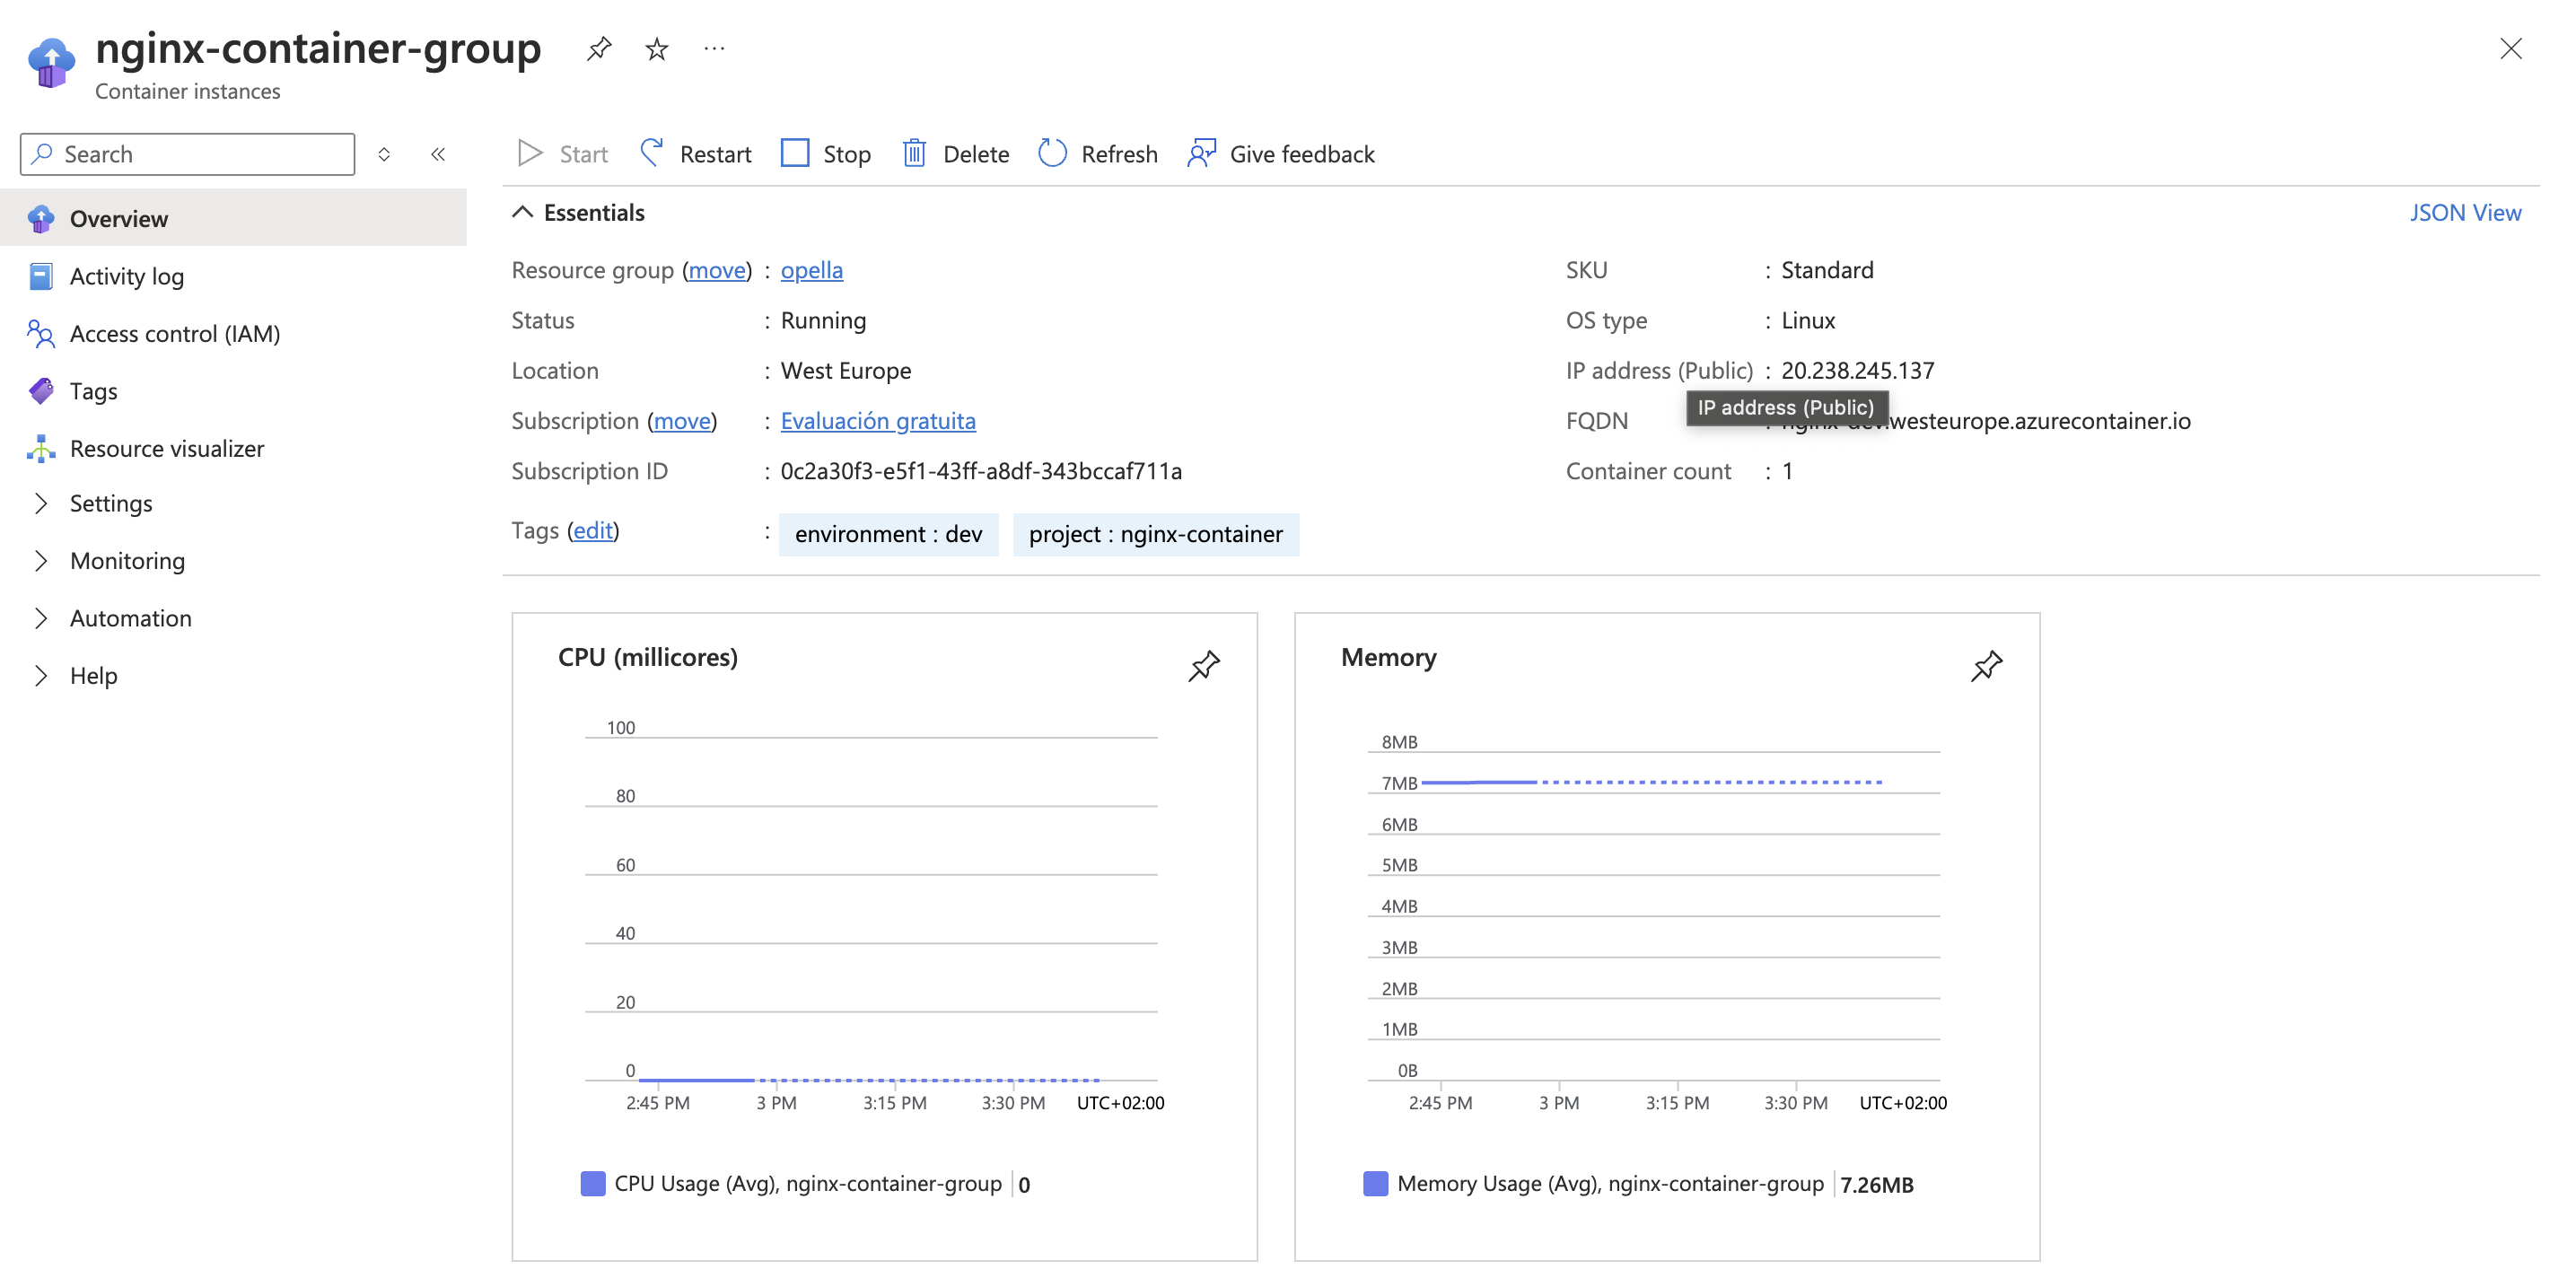 nginx-container-group
Container instances
Search
Start Restart Stop Delete Refresh Give feedback
Overview
Activity log
Access control (IAM)
Tags
Resource visualizer
Settings
Monitoring
Automation
Help
Essentials
JSON View
Resource group (move) : opella
Status : Running
Location : West Europe
Subscription (move) : Evaluación gratuita
Subscription ID : 0c2a30f3-e5f1-43ff-a8df-343bccaf711a
Tags (edit) : environment : dev project : nginx-container
SKU : Standard
OS type : Linux
IP address (Public) : 20.238.245.137
IP address (Public)
FQDN : .westeurope.azurecontainer.io
Container count : 1
CPU (millicores)
100
80
60
40
20
0
2:45 PM 3 PM 3:15 PM 3:30 PM UTC+02:00
CPU Usage (Avg), nginx-container-group 0
Memory
8MB
7MB
6MB
5MB
4MB
3MB
2MB
1MB
0B
2:45 PM 3 PM 3:15 PM 3:30 PM UTC+02:00
Memory Usage (Avg), nginx-container-group 7.26MB